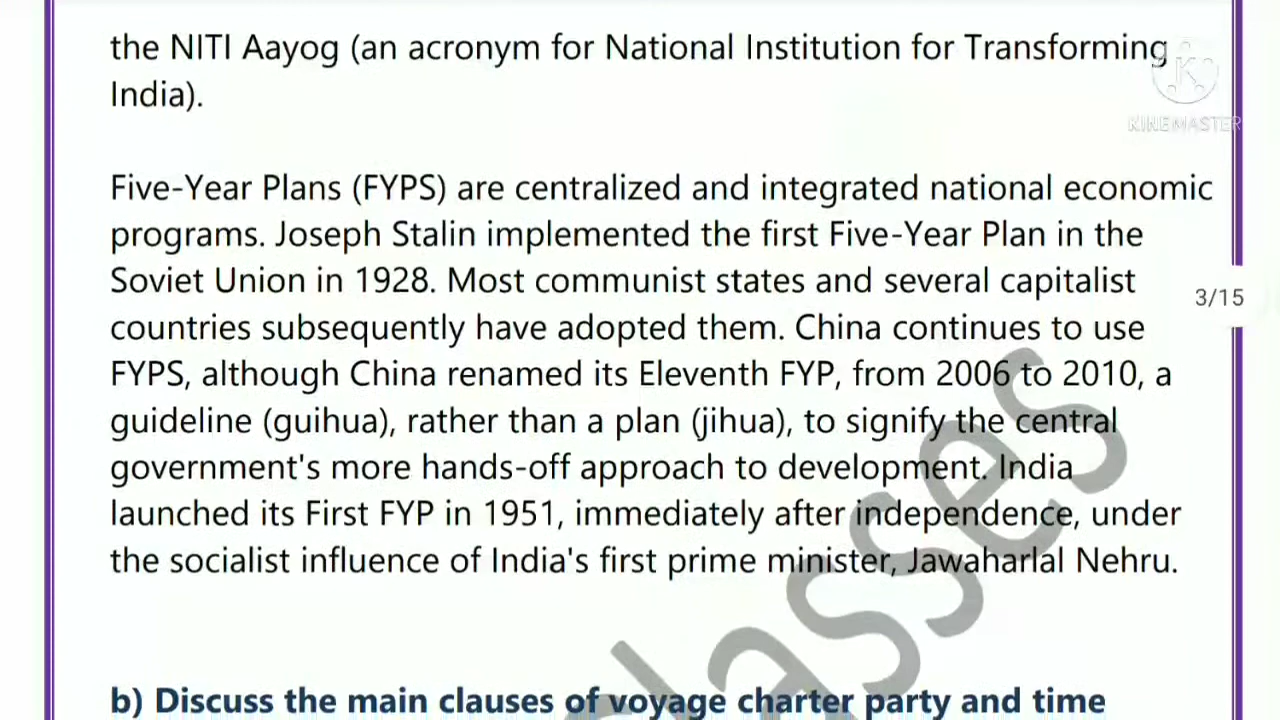 the NITI Aayog (an acronym for National Institution for Transforming
India).
KINEMASTER
Five-Year Plans (FYPS) are centralized and integrated national economic
programs. Joseph Stalin implemented the first Five-Year Plan in the
Soviet Union in 1928. Most communist states and several capitalist
3/15
countries subsequently have adopted them. China continues to use
FYPS, although China renamed its Eleventh FYP, from 2006 to 2010, a
guideline (guihua), rather than a plan (jihua), to signify the central
government's more hands-off approach to development. India
launched its First FYP in 1951, immediately after independence, under
the socialist influence of India's first prime minister, Jawaharlal Nehru.
b) Discuss the main clauses of voyage charter party and time